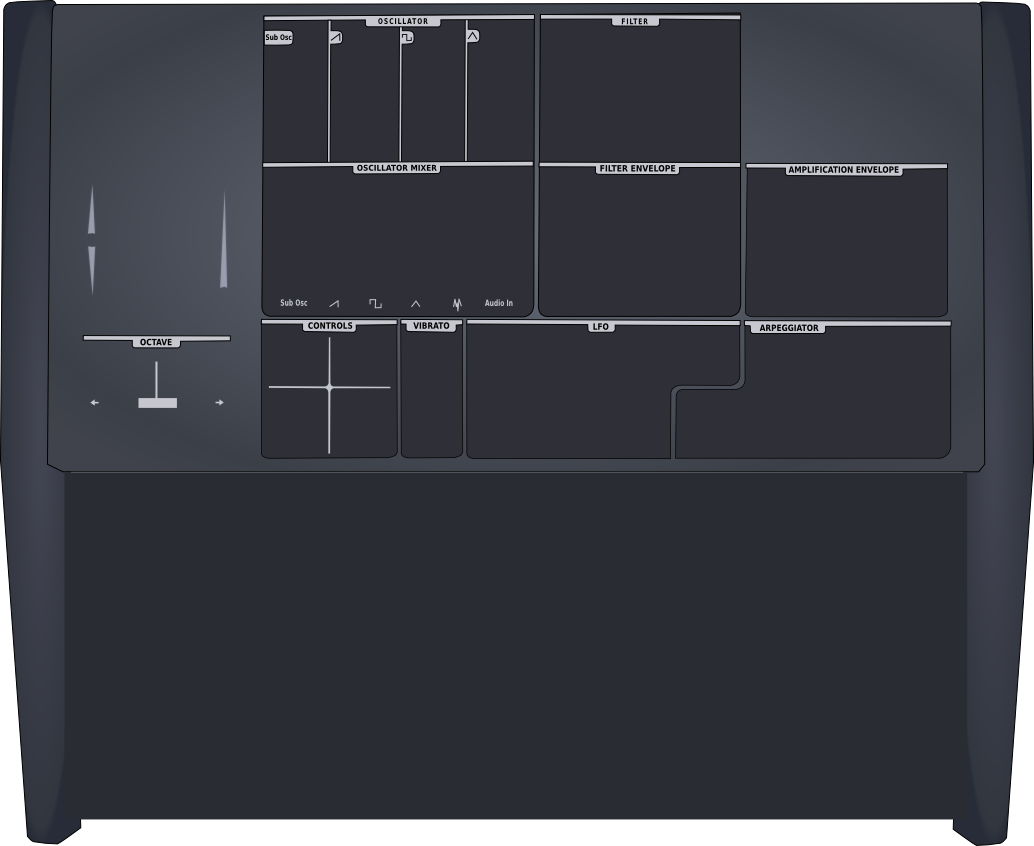 OSCILLATOR
FILTER
Sub Osc
OSCILLATOR MIXER
FILTER ENVELOPE
AMPLIFICATION ENVELOPE
Sub Osc
Audio In
CONTROLS
VIBRATO
LFO
ARPEGGIATOR
OCTAVE